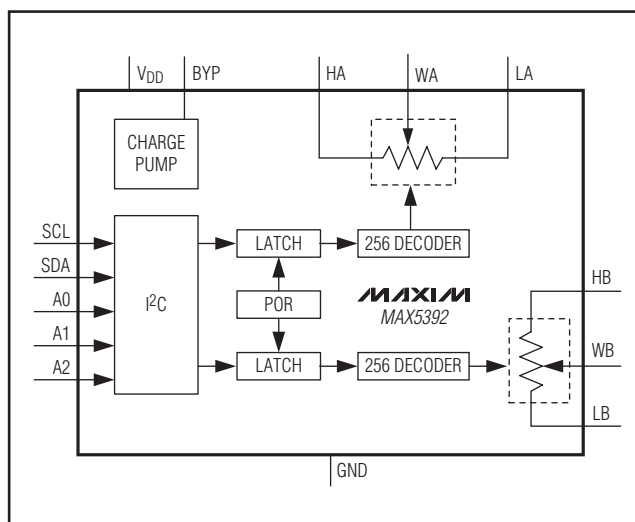 VDD BYP HA WA LA
CHARGE
PUMP
SCL
SDA
A0
A1
A2
I2C
LATCH
256 DECODER
POR
MAXIM
MAX5392
LATCH
256 DECODER
HB
WB
LB
GND